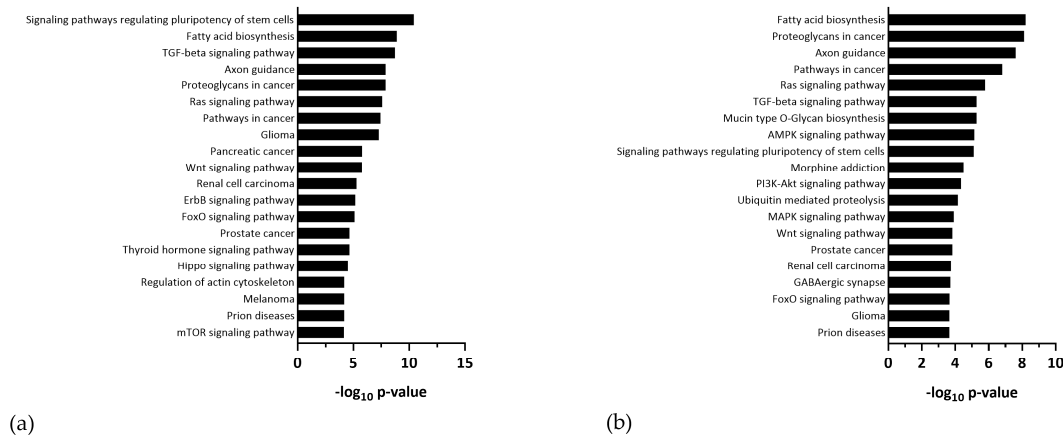 Signaling pathways regulating pluripotency of stem cells
Fatty acid biosynthesis
TGF-beta signaling pathway
Axon guidance
Proteoglycans in cancer
Ras signaling pathway
Pathways in cancer
Glioma
Pancreatic cancer
Wnt signaling pathway
Renal cell carcinoma
ErbB signaling pathway
FoxO signaling pathway
Prostate cancer
Thyroid hormone signaling pathway
Hippo signaling pathway
Regulation of actin cytoskeleton
Melanoma
Prion diseases
mTOR signaling pathway
0 5 10 15
-log10 p-value
(a)
Fatty acid biosynthesis
Proteoglycans in cancer
Axon guidance
Pathways in cancer
Ras signaling pathway
TGF-beta signaling pathway
Mucin type O-Glycan biosynthesis
AMPK signaling pathway
Signaling pathways regulating pluripotency of stem cells
Morphine addiction
PI3K-Akt signaling pathway
Ubiquitin mediated proteolysis
MAPK signaling pathway
Wnt signaling pathway
Prostate cancer
Renal cell carcinoma
GABAergic synapse
FoxO signaling pathway
Glioma
Prion diseases
0 2 4 6 8 10
-log10 p-value
(b)